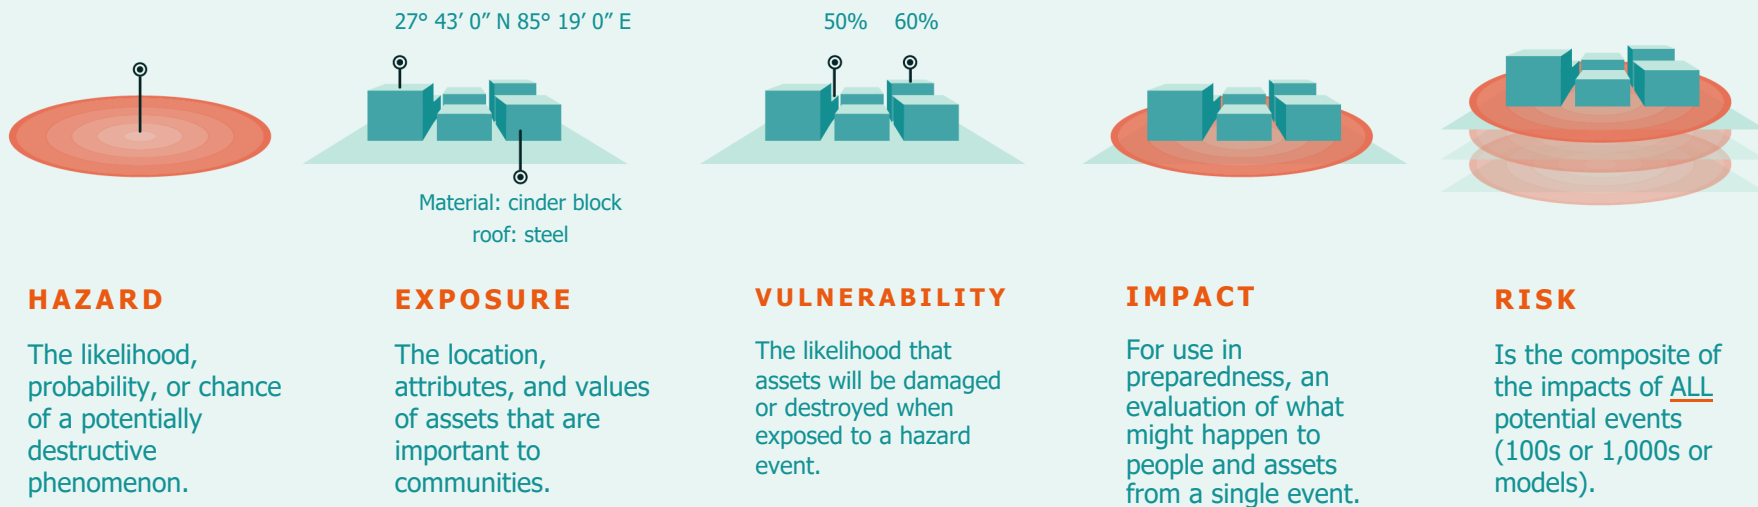 27° 43’ 0” N 85° 19’ 0” E
50% 60%
Material: cinder block
roof: steel
HAZARD
The likelihood,
probability, or chance
of a potentially
destructive
phenomenon.
EXPOSURE
The location,
attributes, and values
of assets that are
important to
communities.
VULNERABILITY
The likelihood that
assets will be damaged
or destroyed when
exposed to a hazard
event.
IMPACT
For use in
preparedness, an
evaluation of what
might happen to
people and assets
from a single event.
RISK
Is the composite of
the impacts of ALL
potential events
(100s or 1,000s or
models).